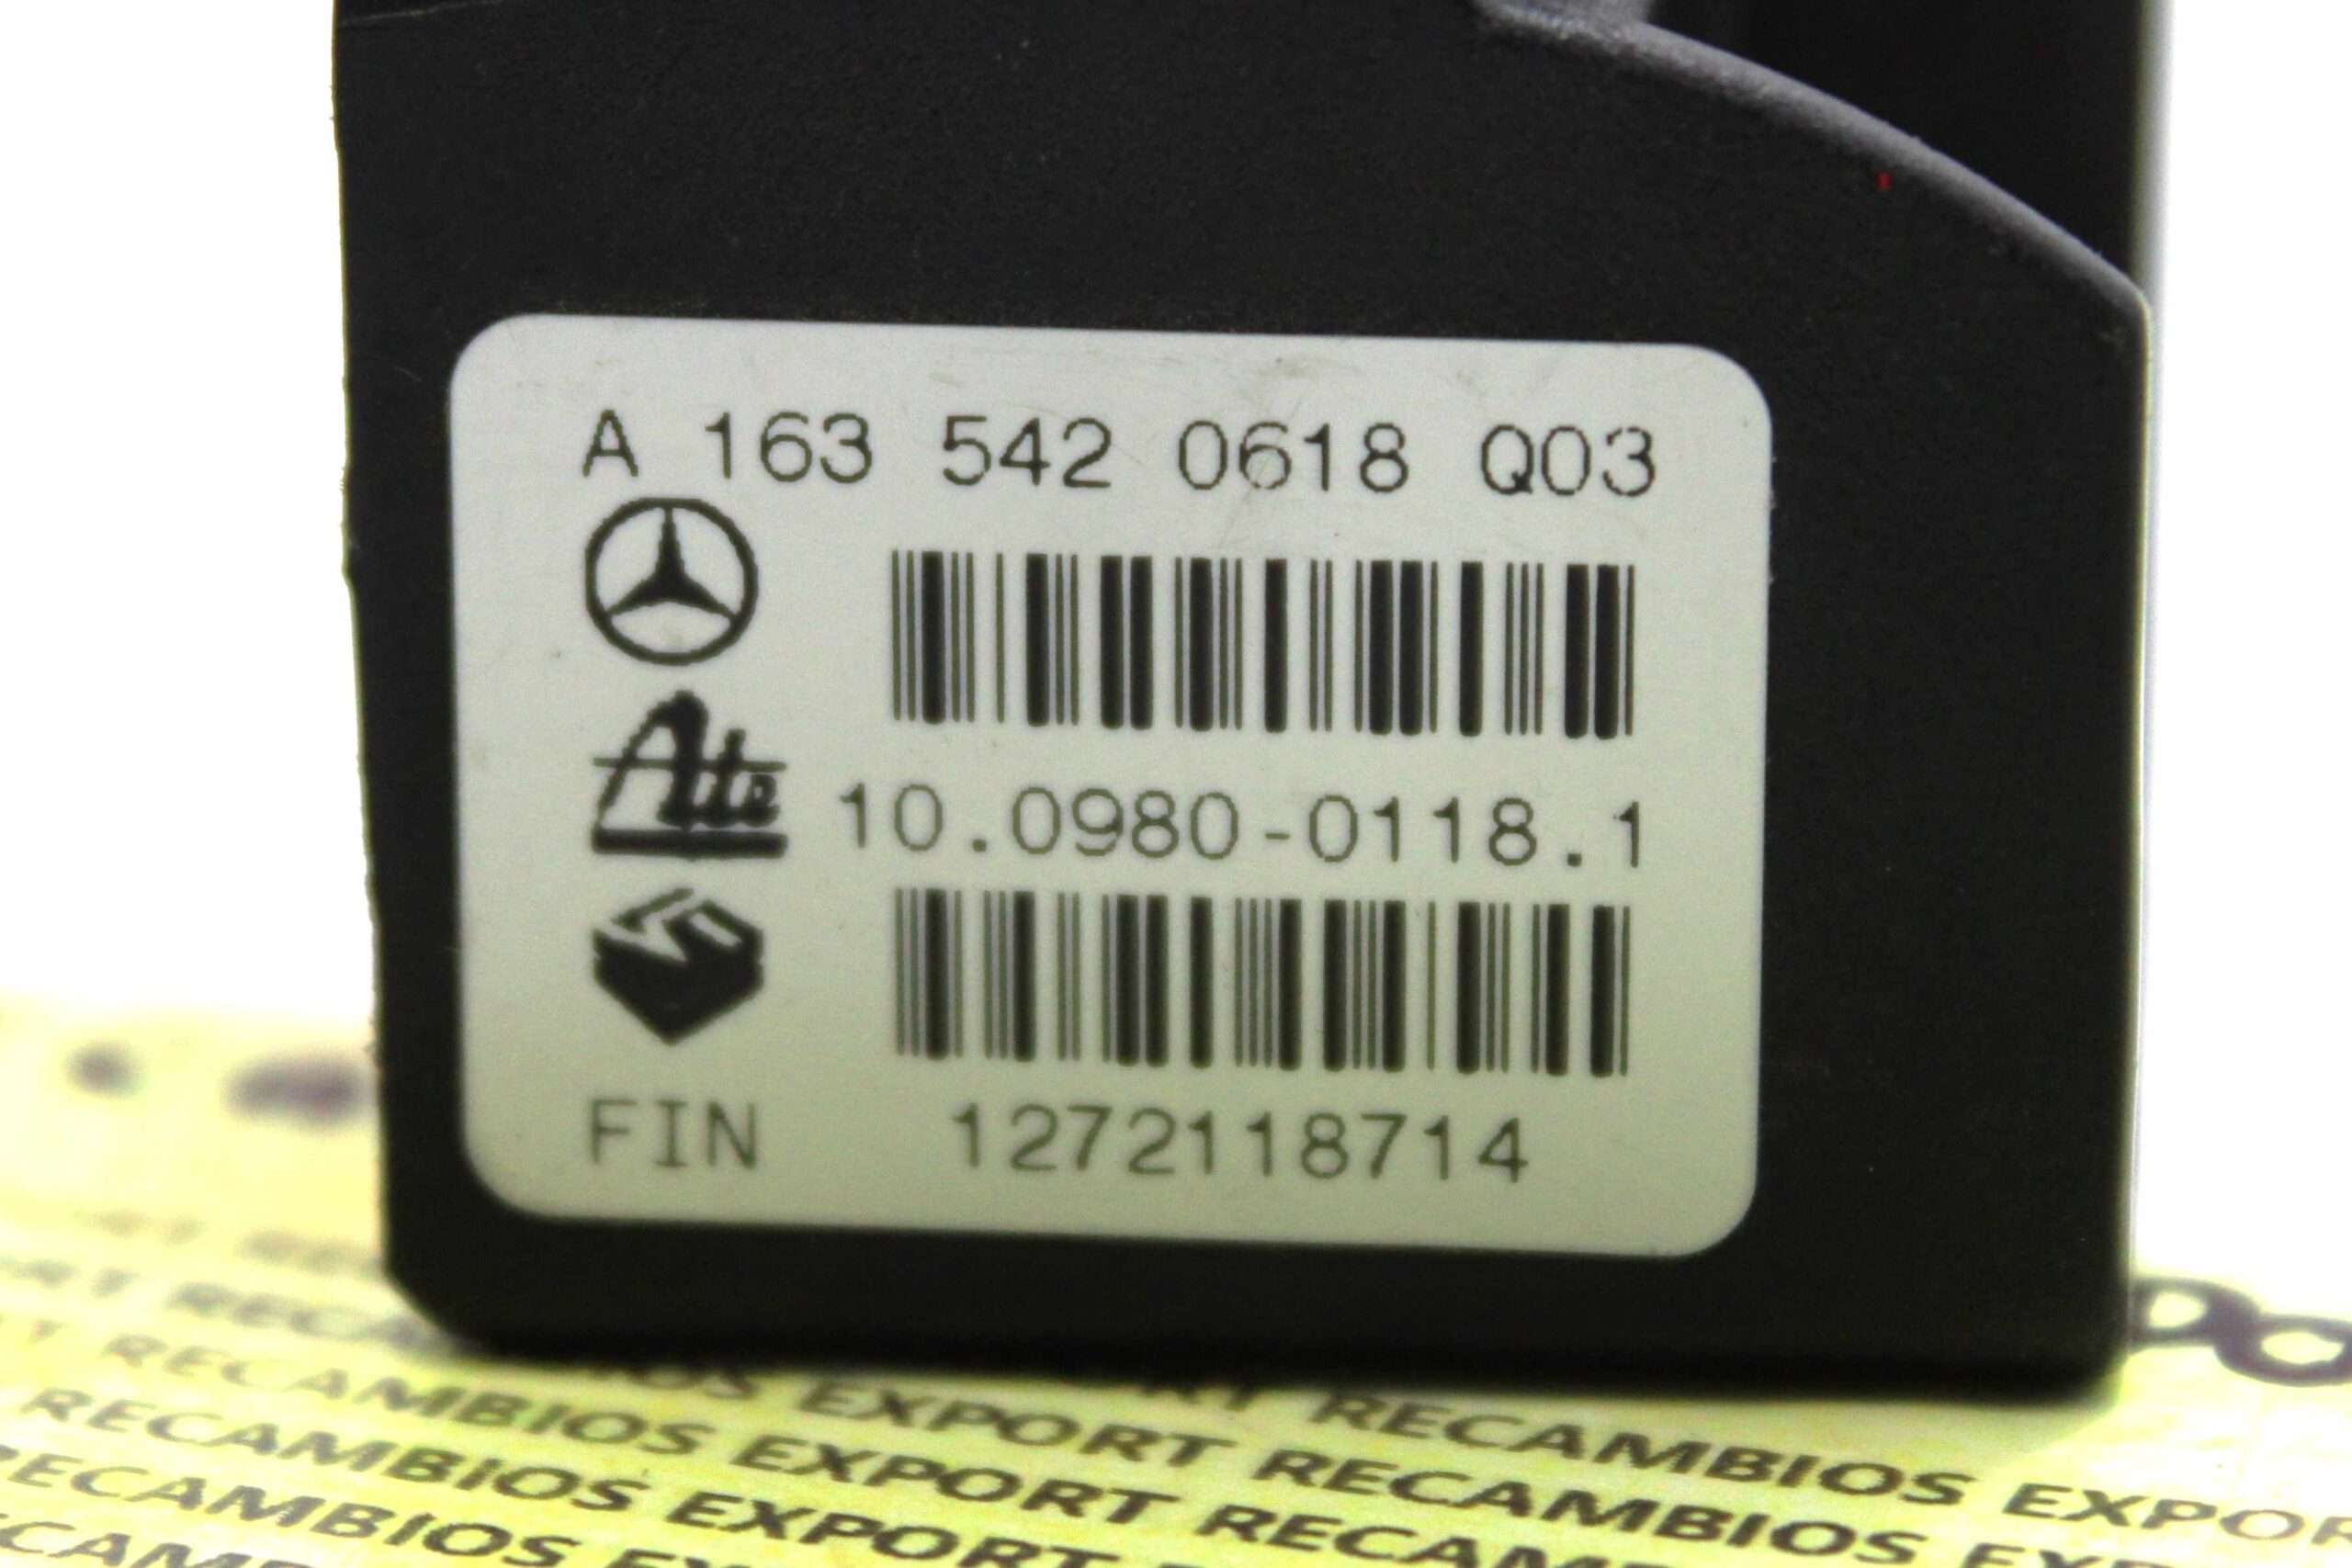 A 163 542 0618 Q03
Ate
10.0980-0118.1
FIN 1272118714
RECAMBIOS EXPORT RECAMBIOS EXPORT
RECAMBIOS EXPORT RECAMBIOS
RECAMBIOS EXPORT